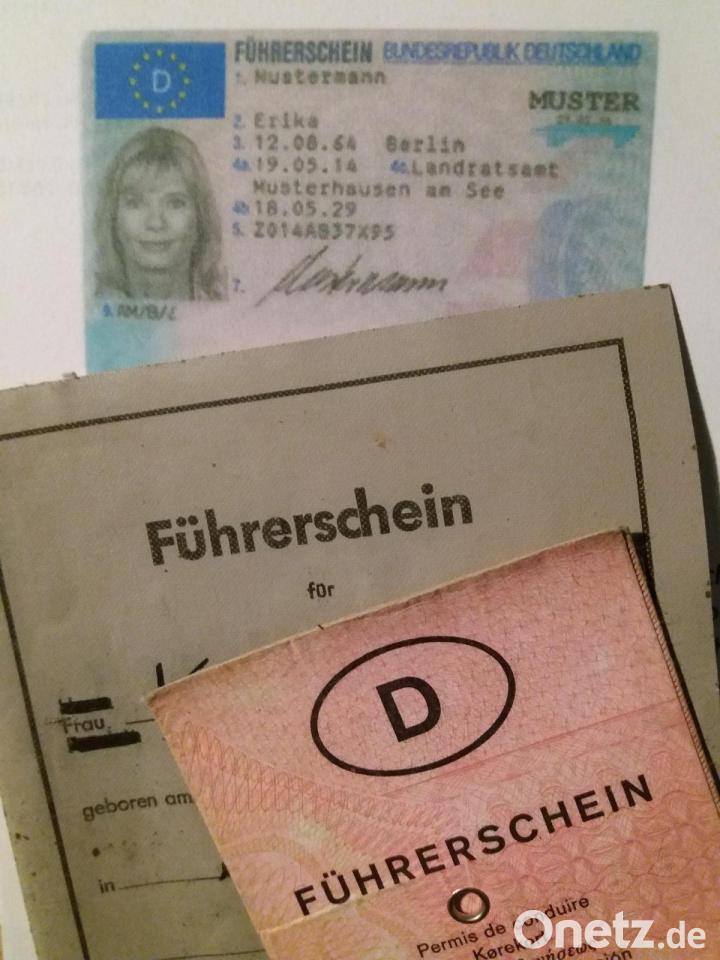 FÜHRERSCHEIN BUNDESREPUBLIK DEUTSCHLAND
D
1. Mustermann
MUSTER
2. Erika
3. 12.08.64 Berlin
4a. 19.05.14 4c. Landratsamt
Musterhausen am See
4b. 18.05.29
5. Z014AB37X95
7. Mustermann
9. AM/B/L
Führerschein
für
K
Frau
geboren am
in
D
FÜHRERSCHEIN
Permis de Conduire
Onetz.de